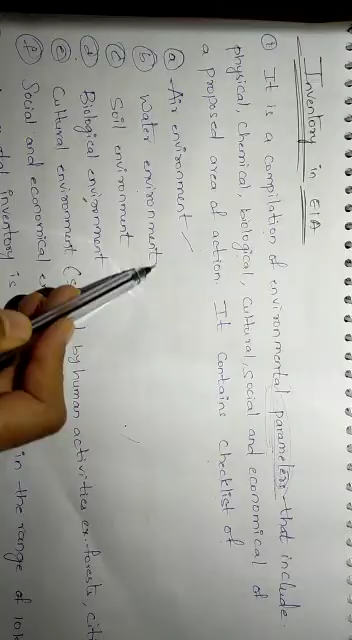 Inventory in EIA
① It is a compilation of environmental parameters that include
physical, chemical, biological, cultural, social and economical of
a proposed area of action. It contains checklist of
ⓐ Air environment
ⓑ Water environment
ⓒ Soil environment
ⓓ Biological environment
ⓔ Cultural environment ( by human activities ex-forests,
ⓕ Social and economical
inventory is in the range of